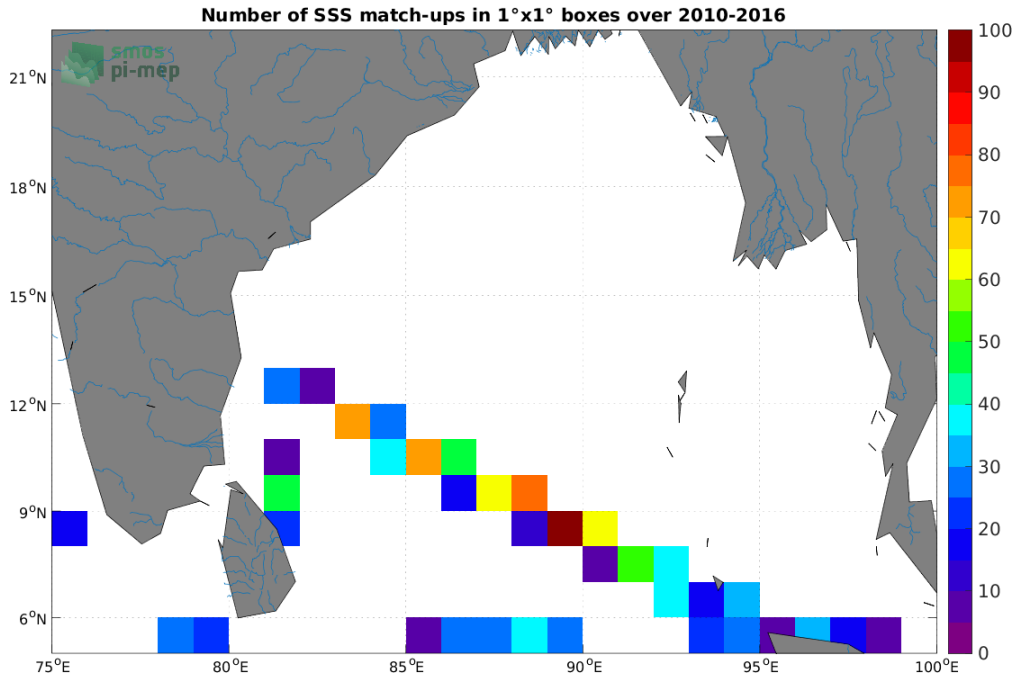 Number of SSS match-ups in 1°x1° boxes over 2010-2016
smos
pi-mep
21°N
18°N
15°N
12°N
9°N
6°N
75°E
80°E
85°E
90°E
95°E
100°E
100
90
80
70
60
50
40
30
20
10
0